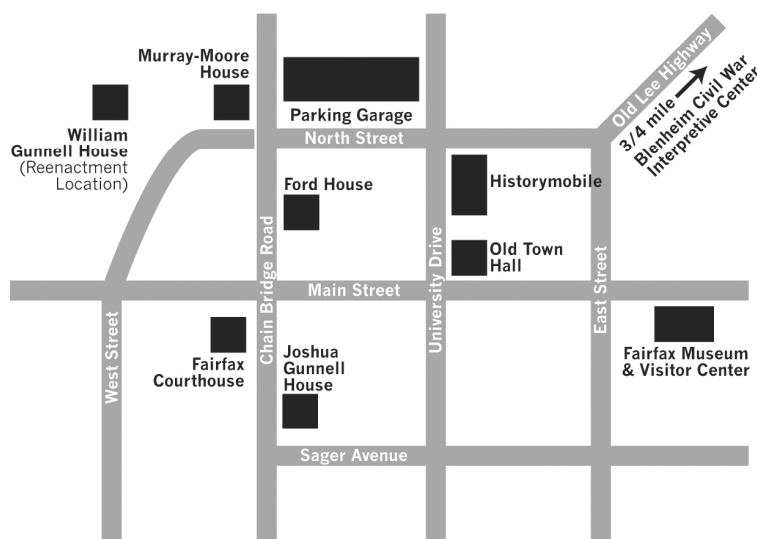 Murray-Moore
House
Parking Garage
Old Lee Highway
3/4 mile
Blenheim Civil War
Interpretive Center
William
Gunnell House
(Reenactment
Location)
North Street
Ford House
Historymobile
Old Town
Hall
Chain Bridge Road
University Drive
East Street
Main Street
West Street
Fairfax
Courthouse
Joshua
Gunnell
House
Fairfax Museum
& Visitor Center
Sager Avenue